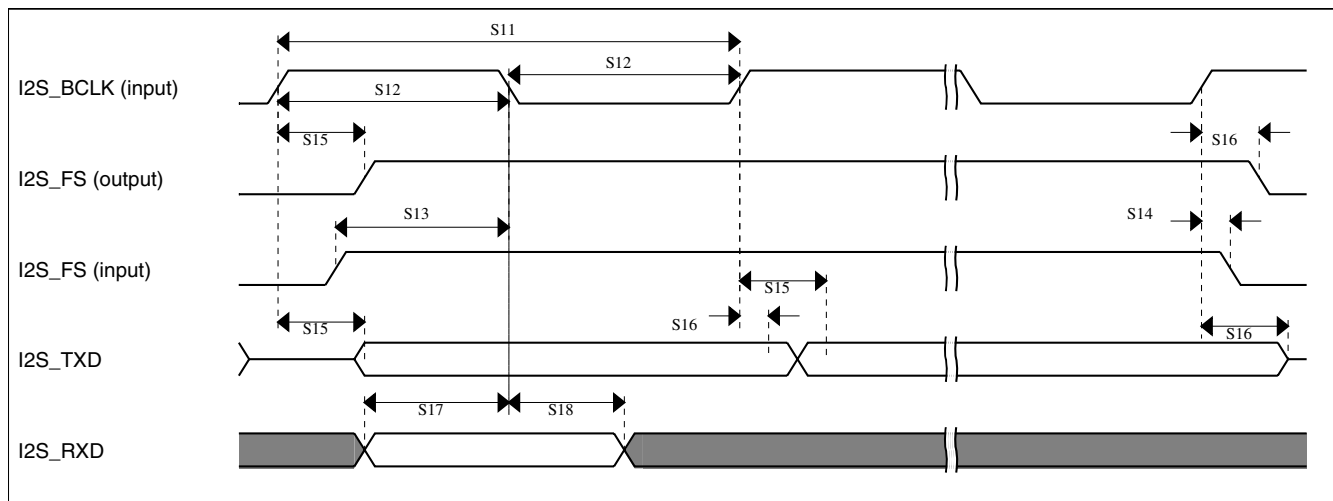 S11
S12
I2S_BCLK (input)
S12
S15
S16
I2S_FS (output)
S13
S14
I2S_FS (input)
S15
S16
S15
S16
I2S_TXD
S17
S18
I2S_RXD